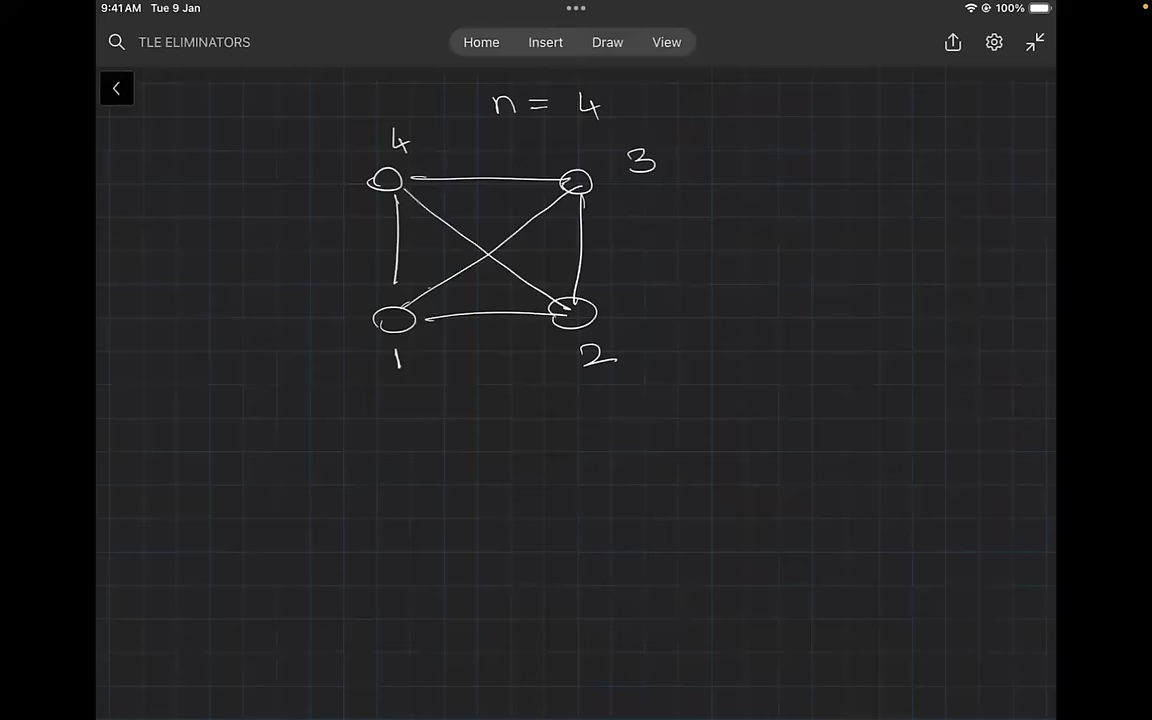 9:41 AM Tue 9 Jan
100%
TLE ELIMINATORS
Home Insert Draw View
n = 4
4
3
1
2